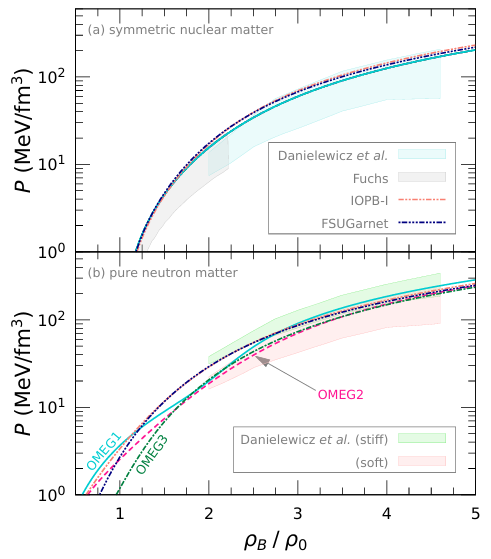 (a) symmetric nuclear matter
10²
10¹
10⁰
P (MeV/fm³)
Danielewicz et al.
Fuchs
IOPB-I
FSUGarnet
(b) pure neutron matter
10²
10¹
10⁰
P (MeV/fm³)
OMEG1
OMEG3
OMEG2
Danielewicz et al. (stiff)
(soft)
1 2 3 4 5
ρB / ρ0